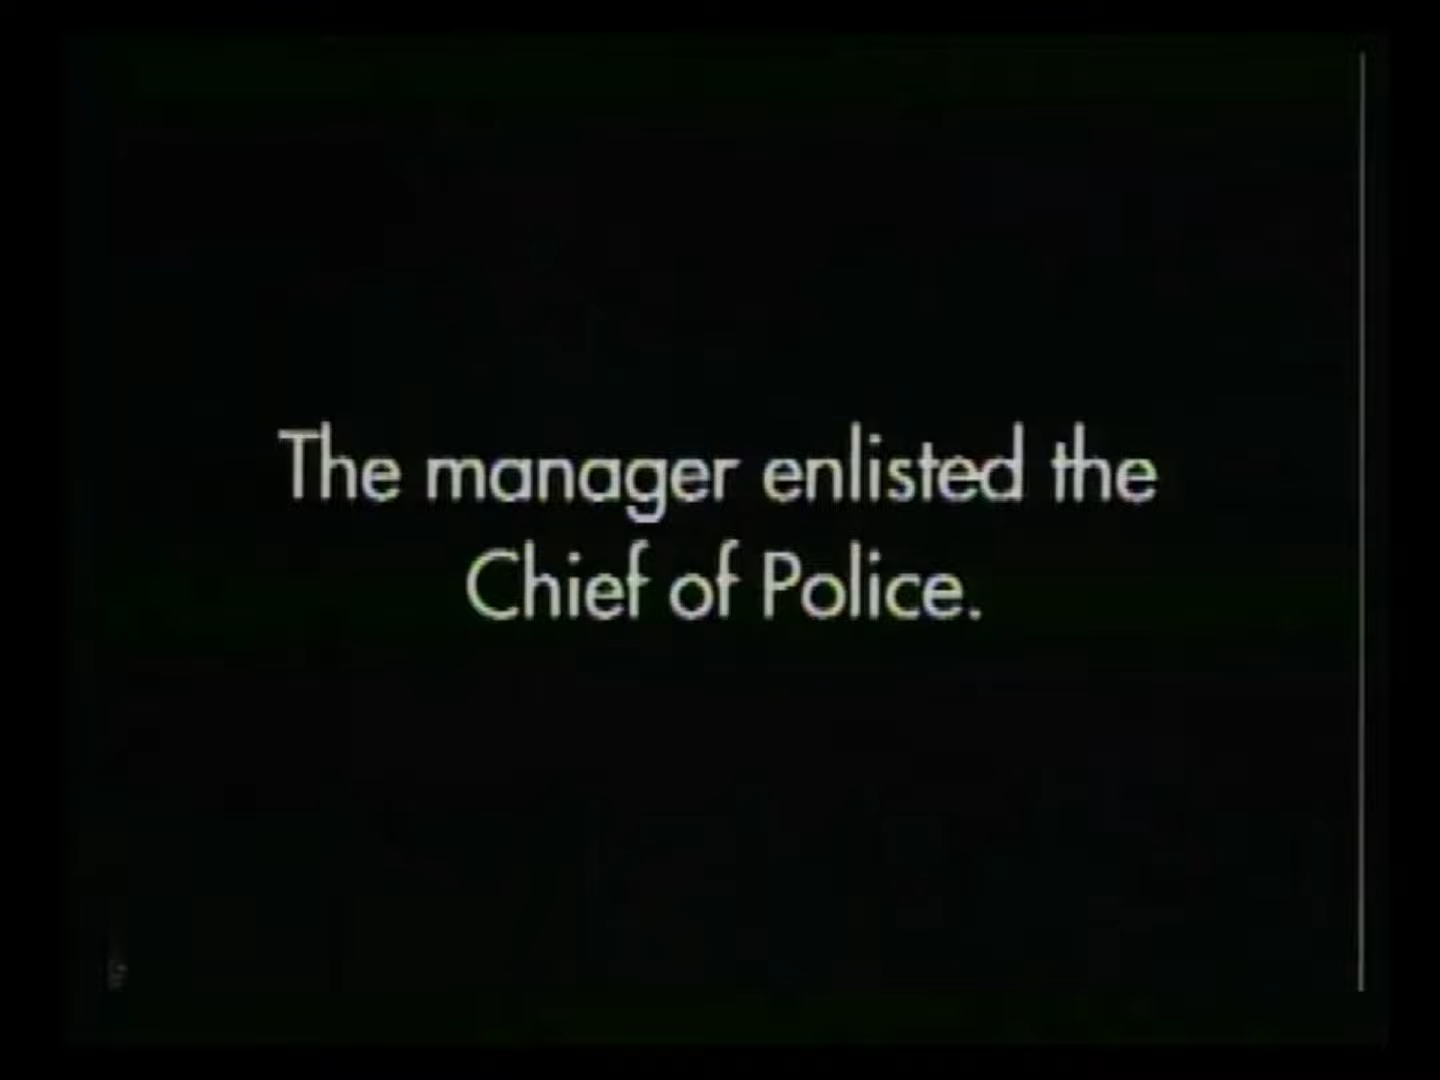 The manager enlisted the
Chief of Police.